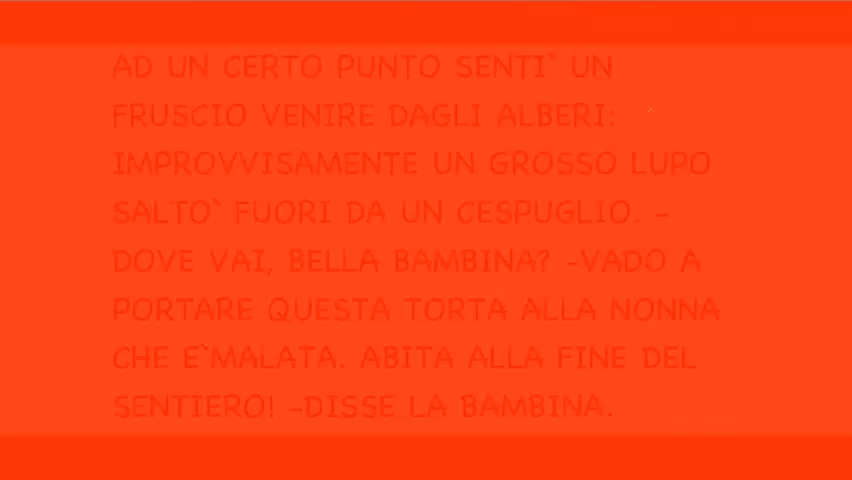 AD UN CERTO PUNTO SENTI` UN
FRUSCIO VENIRE DAGLI ALBERI:
IMPROVVISAMENTE UN GROSSO LUPO
SALTO` FUORI DA UN CESPUGLIO. -
DOVE VAI, BELLA BAMBINA? -VADO A
PORTARE QUESTA TORTA ALLA NONNA
CHE E`MALATA. ABITA ALLA FINE DEL
SENTIERO! -DISSE LA BAMBINA.